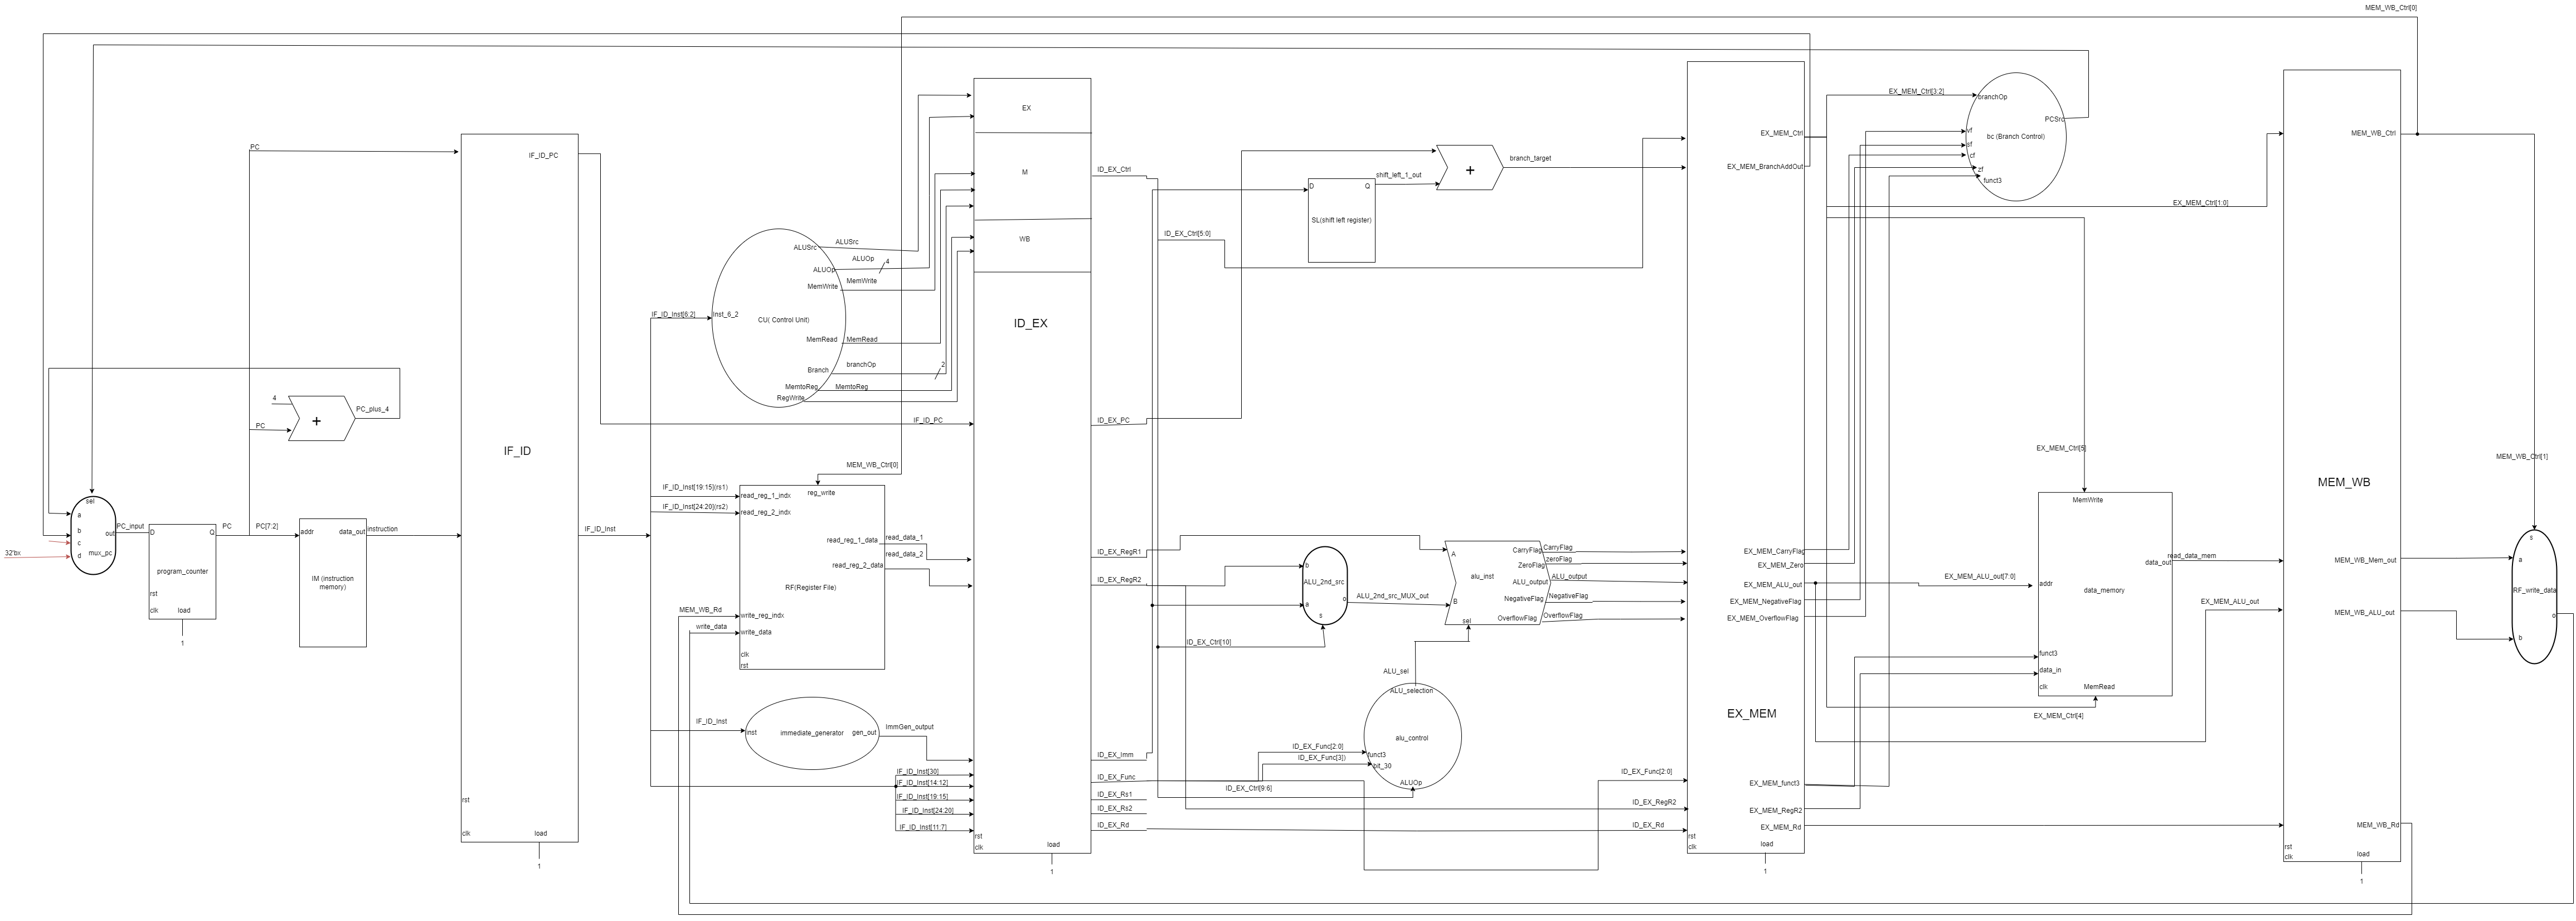 MEM_WB_Ctrl[0]
PC
4
PC
+
PC_plus_4
sel
a
b
c
d
out
mux_pc
32'bx
PC_input
D
Q
program_counter
rst
clk
load
1
PC
PC[7:2]
addr
data_out
IM (instruction
memory)
instruction
IF_ID_PC
IF_ID
rst
clk
load
1
IF_ID_Inst
IF_ID_Inst[6:2]
Inst_6_2
CU( Control Unit)
ALUSrc
ALUOp
MemWrite
MemRead
Branch
MemtoReg
RegWrite
ALUSrc
ALUOp
4
MemWrite
MemRead
branchOp
2
MemtoReg
IF_ID_PC
MEM_WB_Ctrl[0]
IF_ID_Inst[19:15](rs1)
IF_ID_Inst[24:20](rs2)
reg_write
read_reg_1_indx
read_reg_2_indx
read_reg_1_data
read_reg_2_data
RF(Register File)
write_reg_indx
write_data
clk
rst
MEM_WB_Rd
write_data
read_data_1
read_data_2
IF_ID_Inst
inst
immediate_generator
gen_out
ImmGen_output
IF_ID_Inst[30]
IF_ID_Inst[14:12]
IF_ID_Inst[19:15]
IF_ID_Inst[24:20]
IF_ID_Inst[11:7]
EX
M
WB
ID_EX
rst
clk
load
1
ID_EX_Ctrl
ID_EX_PC
ID_EX_RegR1
ID_EX_RegR2
ID_EX_Imm
ID_EX_Func
ID_EX_Rs1
ID_EX_Rs2
ID_EX_Rd
ID_EX_Ctrl[5:0]
D
Q
SL(shift left register)
shift_left_1_out
+
branch_target
b
ALU_2nd_src
a
o
s
ALU_2nd_src_MUX_out
ID_EX_Ctrl[10]
A
alu_inst
B
sel
CarryFlag
ZeroFlag
ALU_output
NegativeFlag
OverflowFlag
CarryFlag
zeroFlag
ALU_output
NegativeFlag
OverflowFlag
ALU_sel
ALU_selection
alu_control
funct3
bit_30
ALUOp
ID_EX_Func[2:0]
ID_EX_Func[3])
ID_EX_Ctrl[9:6]
ID_EX_Func[2:0]
ID_EX_RegR2
ID_EX_Rd
EX_MEM_Ctrl
EX_MEM_BranchAddOut
EX_MEM_CarryFlag
EX_MEM_Zero
EX_MEM_ALU_out
EX_MEM_NegativeFlag
EX_MEM_OverflowFlag
EX_MEM
EX_MEM_funct3
EX_MEM_RegR2
EX_MEM_Rd
rst
clk
load
1
EX_MEM_Ctrl[3:2]
branchOp
PCSrc
vf
sf
cf
zf
funct3
bc (Branch Control)
EX_MEM_Ctrl[1:0]
EX_MEM_Ctrl[5]
MemWrite
data_out
addr
data_memory
funct3
data_in
clk
MemRead
EX_MEM_ALU_out[7:0]
EX_MEM_Ctrl[4]
read_data_mem
EX_MEM_ALU_out
MEM_WB_Ctrl
MEM_WB
MEM_WB_Mem_out
MEM_WB_ALU_out
MEM_WB_Rd
rst
clk
load
1
MEM_WB_Ctrl[1]
s
a
RF_write_data
o
b